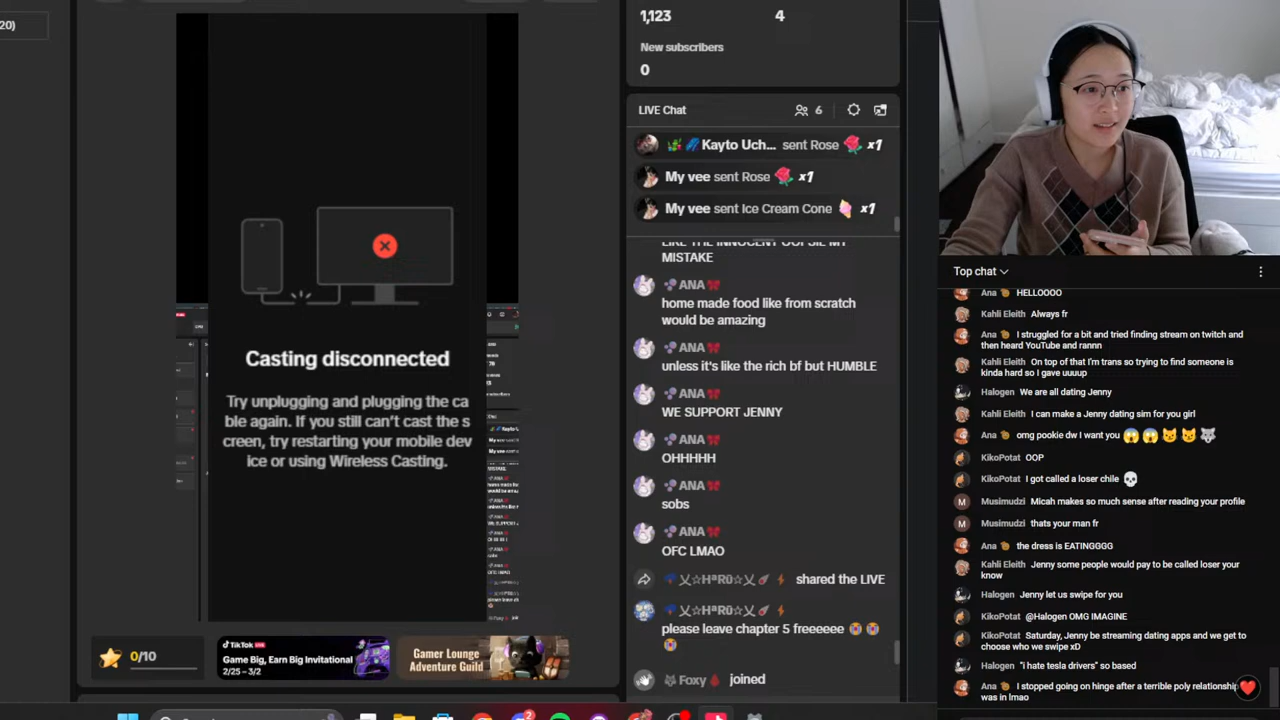 20)
1,123
4
New subscribers
0
LIVE Chat
6
Kayto Uch... sent Rose x1
My vee sent Rose x1
My vee sent Ice Cream Cone x1
MISTAKE
ANA
home made food like from scratch
would be amazing
ANA
unless it's like the rich bf but HUMBLE
ANA
WE SUPPORT JENNY
ANA
OHHHHH
ANA
sobs
ANA
OFC LMAO
乂☆HªRū☆乂 shared the LIVE
乂☆HªRū☆乂
please leave chapter 5 freeeeee
Foxy joined
Casting disconnected
Try unplugging and plugging the ca
ble again. If you still can't cast the s
creen, try restarting your mobile dev
ice or using Wireless Casting.
0/10
TikTok LIVE
Game Big, Earn Big Invitational
2/25 – 3/2
Gamer Lounge
Adventure Guild
Top chat
Ana HELLOOOO
Kahli Eleith Always fr
Ana I struggled for a bit and tried finding stream on twitch and
then heard YouTube and rannn
Kahli Eleith On top of that I'm trans so trying to find someone is
kinda hard so I gave uuuup
Halogen We are all dating Jenny
Kahli Eleith I can make a Jenny dating sim for you girl
Ana omg pookie dw I want you
KikoPotat OOP
KikoPotat I got called a loser chile
M Musimudzi Micah makes so much sense after reading your profile
M Musimudzi thats your man fr
Ana the dress is EATINGGGG
Kahli Eleith Jenny some people would pay to be called loser your
know
Halogen Jenny let us swipe for you
KikoPotat @Halogen OMG IMAGINE
KikoPotat Saturday, Jenny be streaming dating apps and we get to
choose who we swipe xD
Halogen "i hate tesla drivers" so based
Ana I stopped going on hinge after a terrible poly relationship
was in lmao